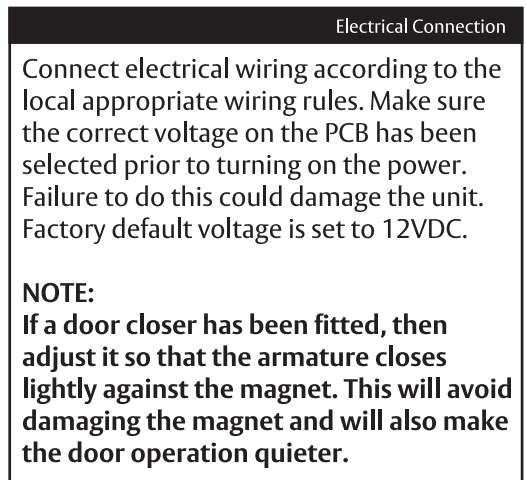 Electrical Connection
Connect electrical wiring according to the
local appropriate wiring rules. Make sure
the correct voltage on the PCB has been
selected prior to turning on the power.
Failure to do this could damage the unit.
Factory default voltage is set to 12VDC.
NOTE:
If a door closer has been fitted, then
adjust it so that the armature closes
lightly against the magnet. This will avoid
damaging the magnet and will also make
the door operation quieter.